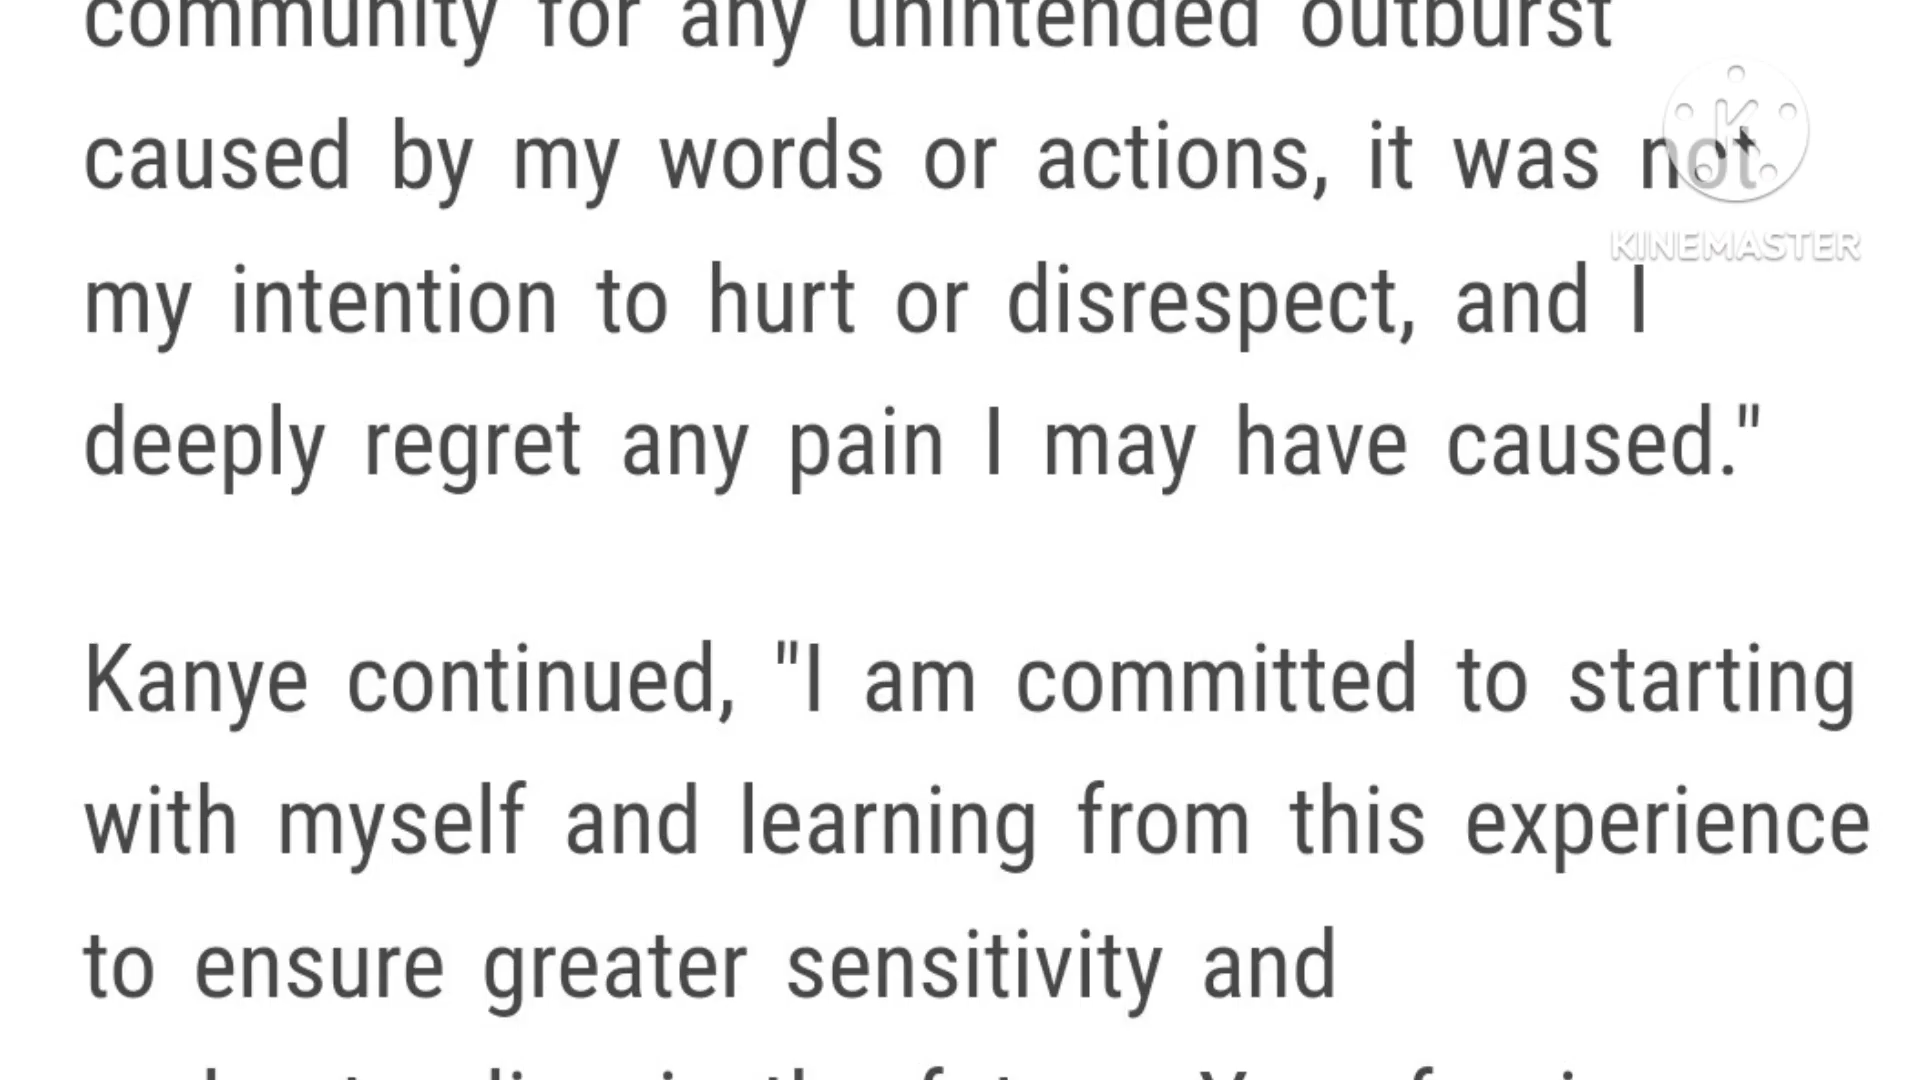 community for any unintended outburst
caused by my words or actions, it was not
KINEMASTER
my intention to hurt or disrespect, and I
deeply regret any pain I may have caused."
Kanye continued, "I am committed to starting
with myself and learning from this experience
to ensure greater sensitivity and